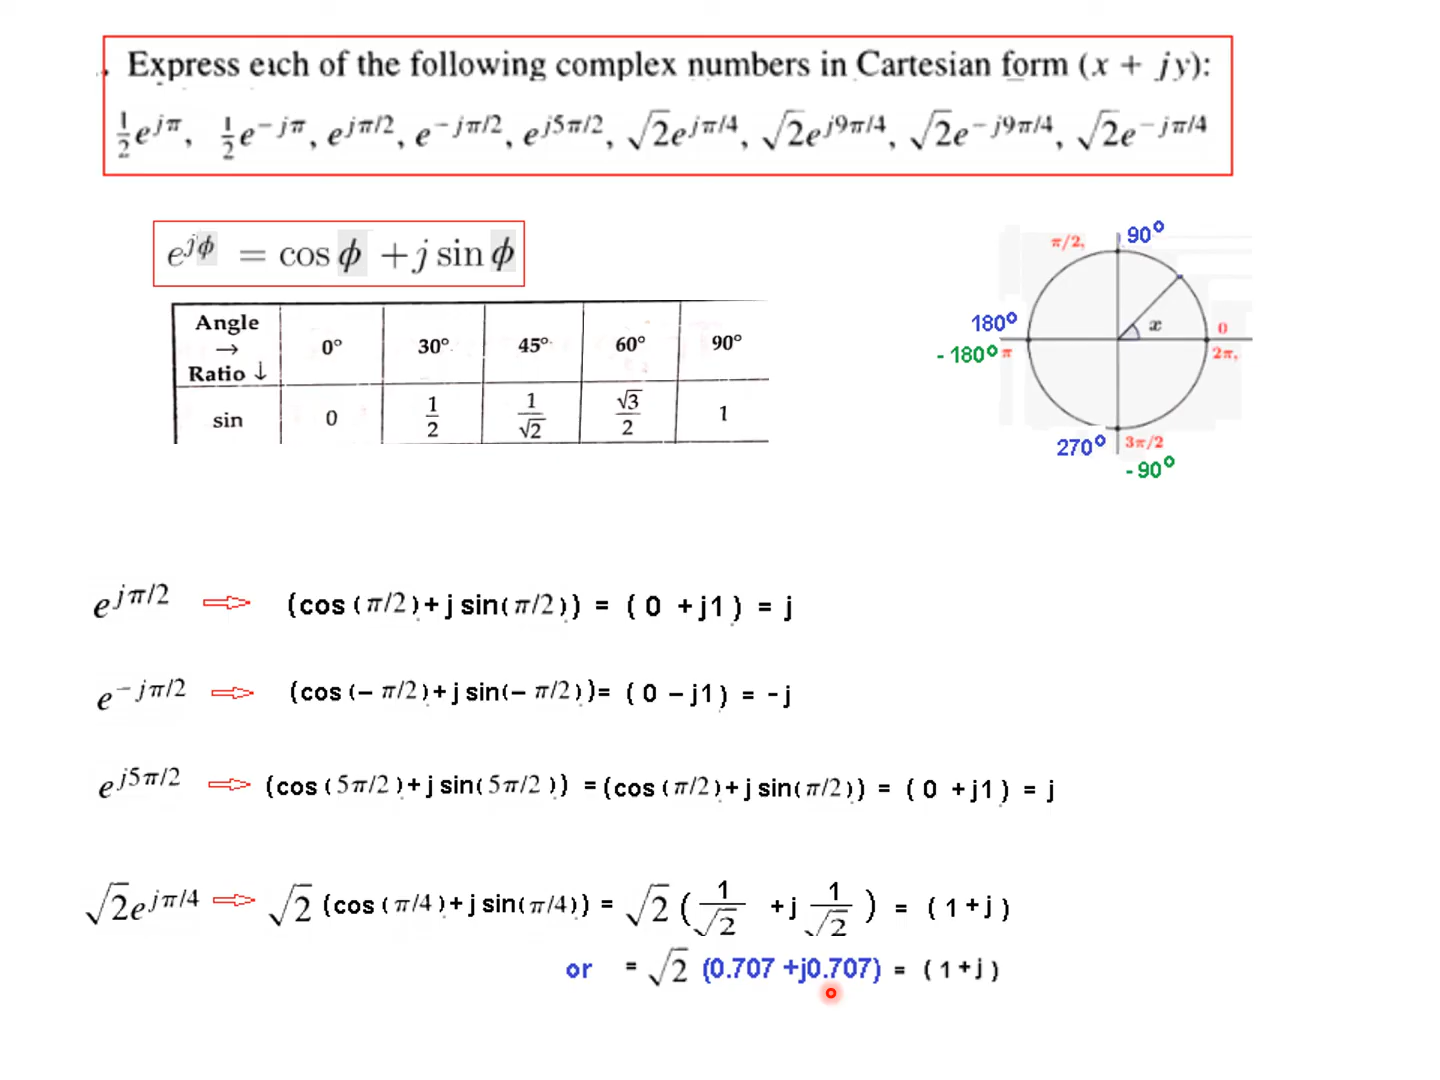 Express each of the following complex numbers in Cartesian form (x + jy):
½e^{jπ}, ½e^{−jπ}, e^{jπ/2}, e^{−jπ/2}, e^{j5π/2}, √2e^{jπ/4}, √2e^{j9π/4}, √2e^{−j9π/4}, √2e^{−jπ/4}
e^{jϕ} = cos ϕ + j sin ϕ
Angle → Ratio ↓ 0° 30° 45° 60° 90°
sin 0 1/2 1/√2 √3/2 1
π/2, 90°
180° x 0
-180° π 2π,
270° 3π/2
-90°
e^{jπ/2} ⇨ (cos(π/2)+j sin(π/2)) = (0 +j1) = j
e^{−jπ/2} ⇨ (cos(−π/2)+j sin(−π/2))= (0 −j1) = -j
e^{j5π/2} ⇨ (cos(5π/2)+j sin(5π/2)) =(cos(π/2)+j sin(π/2)) = (0 +j1) = j
√2e^{jπ/4} ⇨ √2 (cos(π/4)+j sin(π/4)) = √2 (1/√2 +j 1/√2) = (1+j)
or = √2 (0.707 +j0.707) = (1+j)